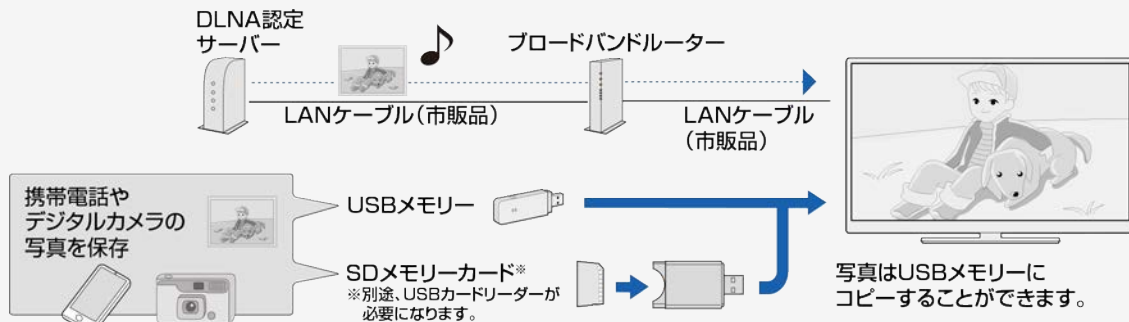 DLNA認定
サーバー
ブロードバンドルーター
LANケーブル（市販品）
LANケーブル
（市販品）
携帯電話や
デジタルカメラの
写真を保存
USBメモリー
SDメモリーカード※
※別途、USBカードリーダーが
必要になります。
写真はUSBメモリーに
コピーすることができます。